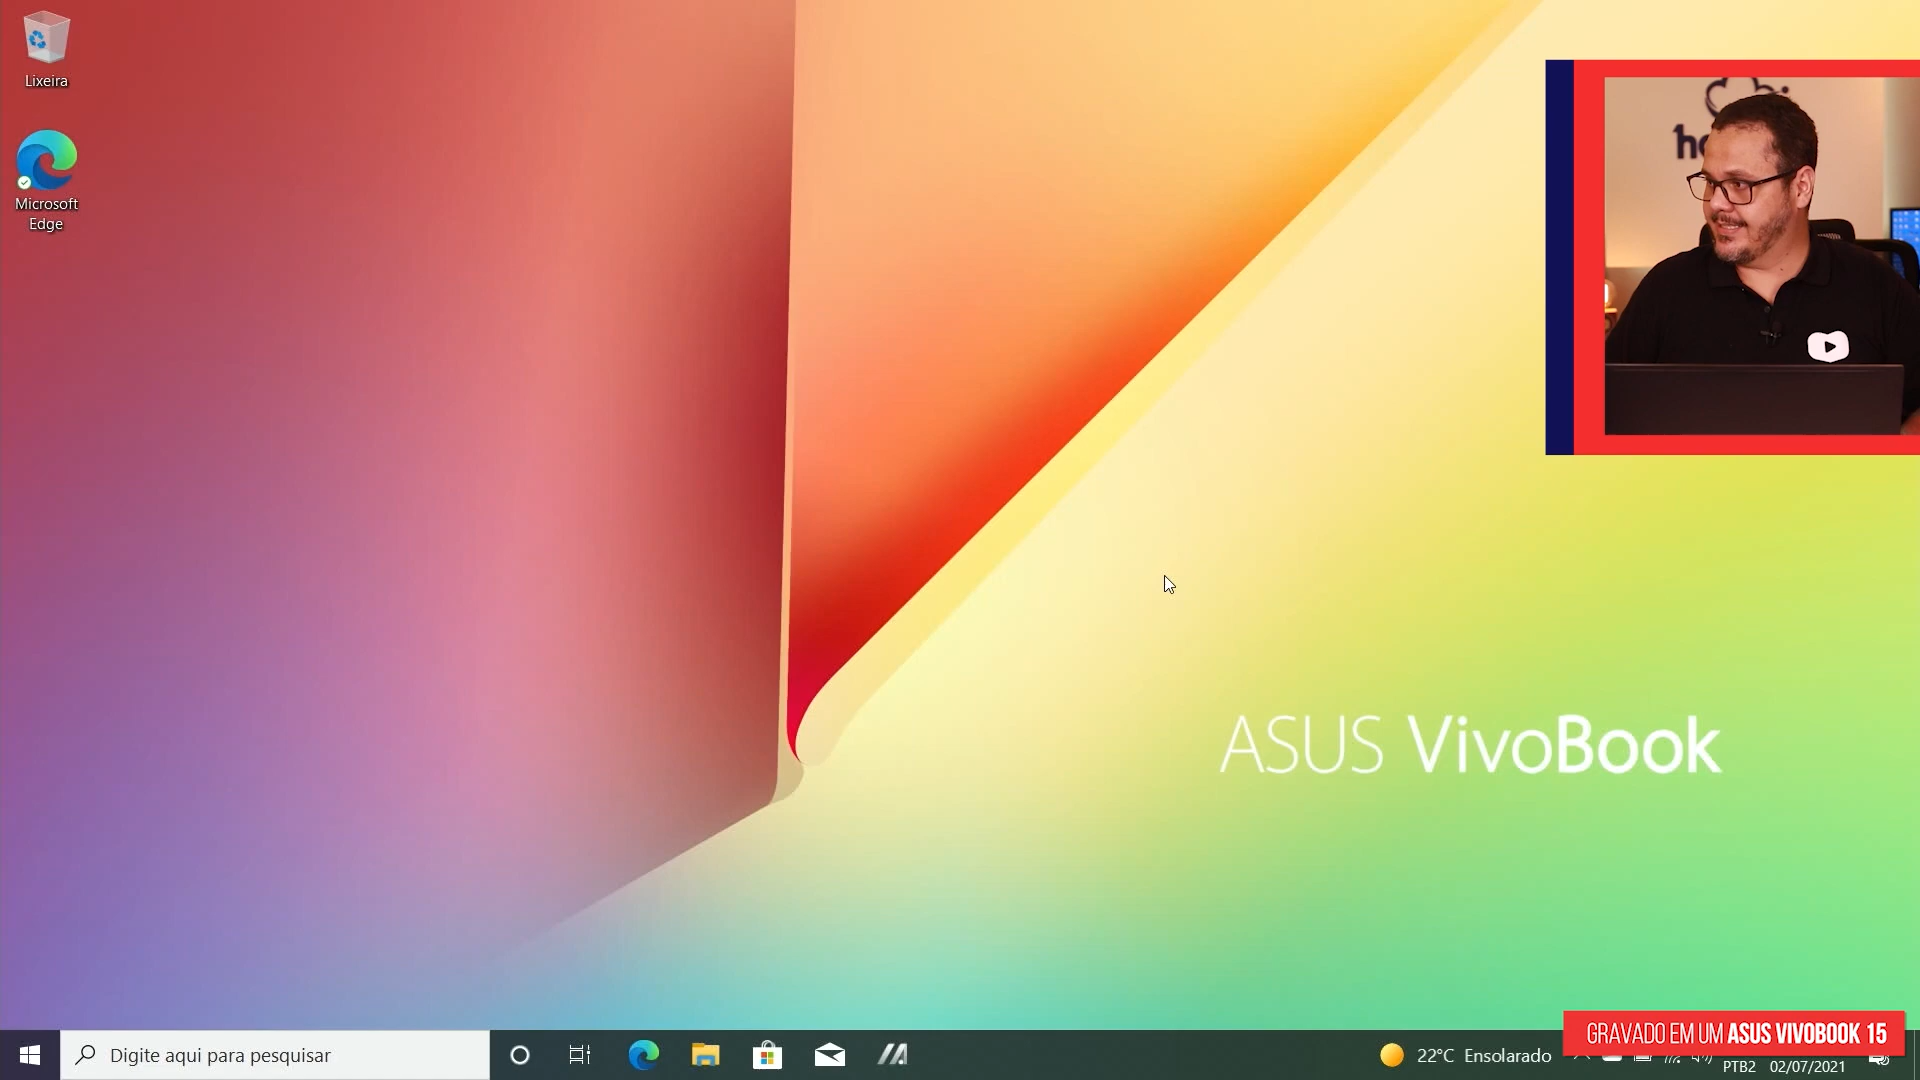 Lixeira
Microsoft
Edge
ASUS VivoBook
Digite aqui para pesquisar
22°C Ensolarado
GRAVADO EM UM ASUS VIVOBOOK 15
PTB2 02/07/2021